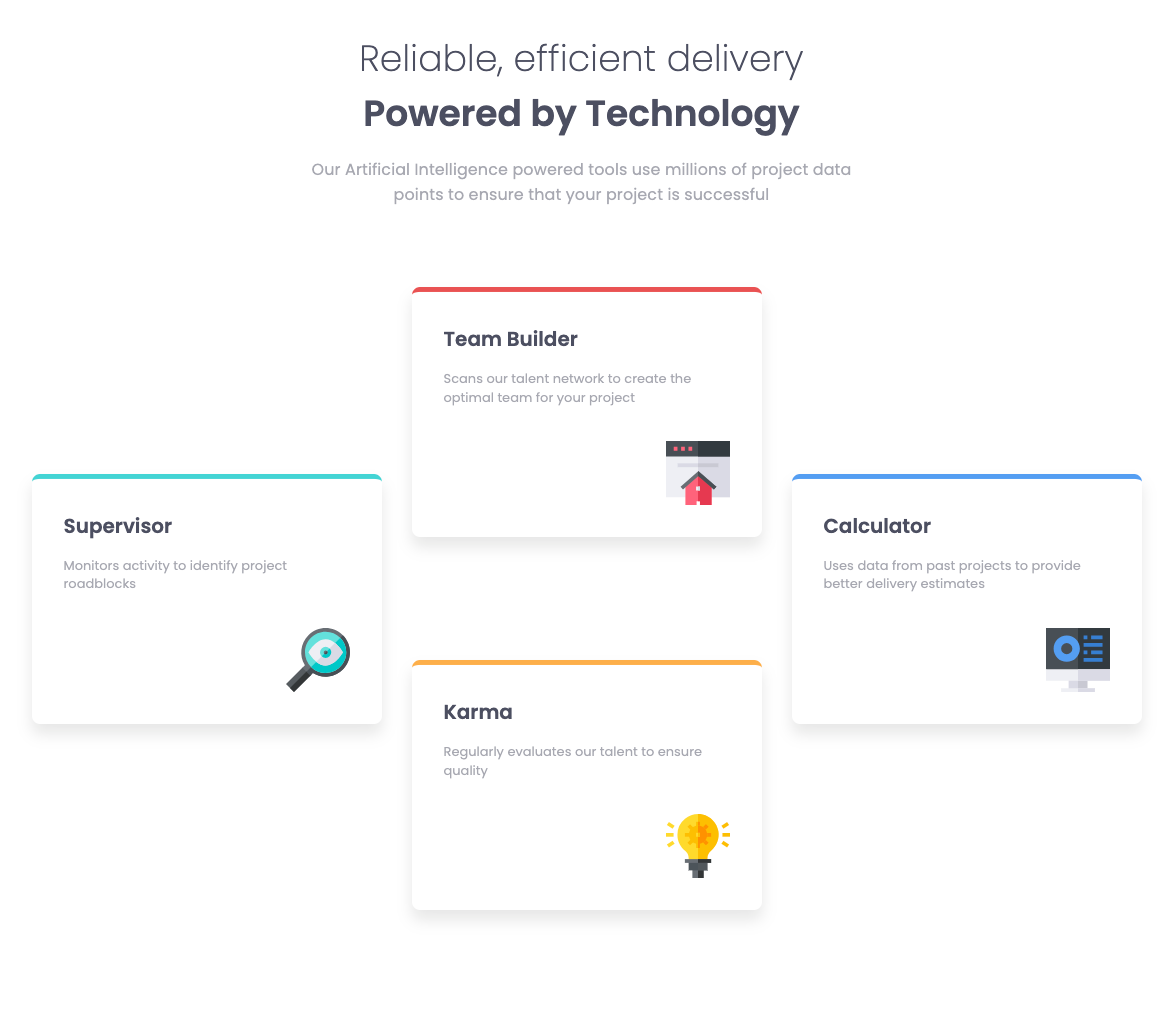 Reliable, efficient delivery
Powered by Technology
Our Artificial Intelligence powered tools use millions of project data
points to ensure that your project is successful
Team Builder
Scans our talent network to create the
optimal team for your project
Supervisor
Monitors activity to identify project
roadblocks
Calculator
Uses data from past projects to provide
better delivery estimates
Karma
Regularly evaluates our talent to ensure
quality